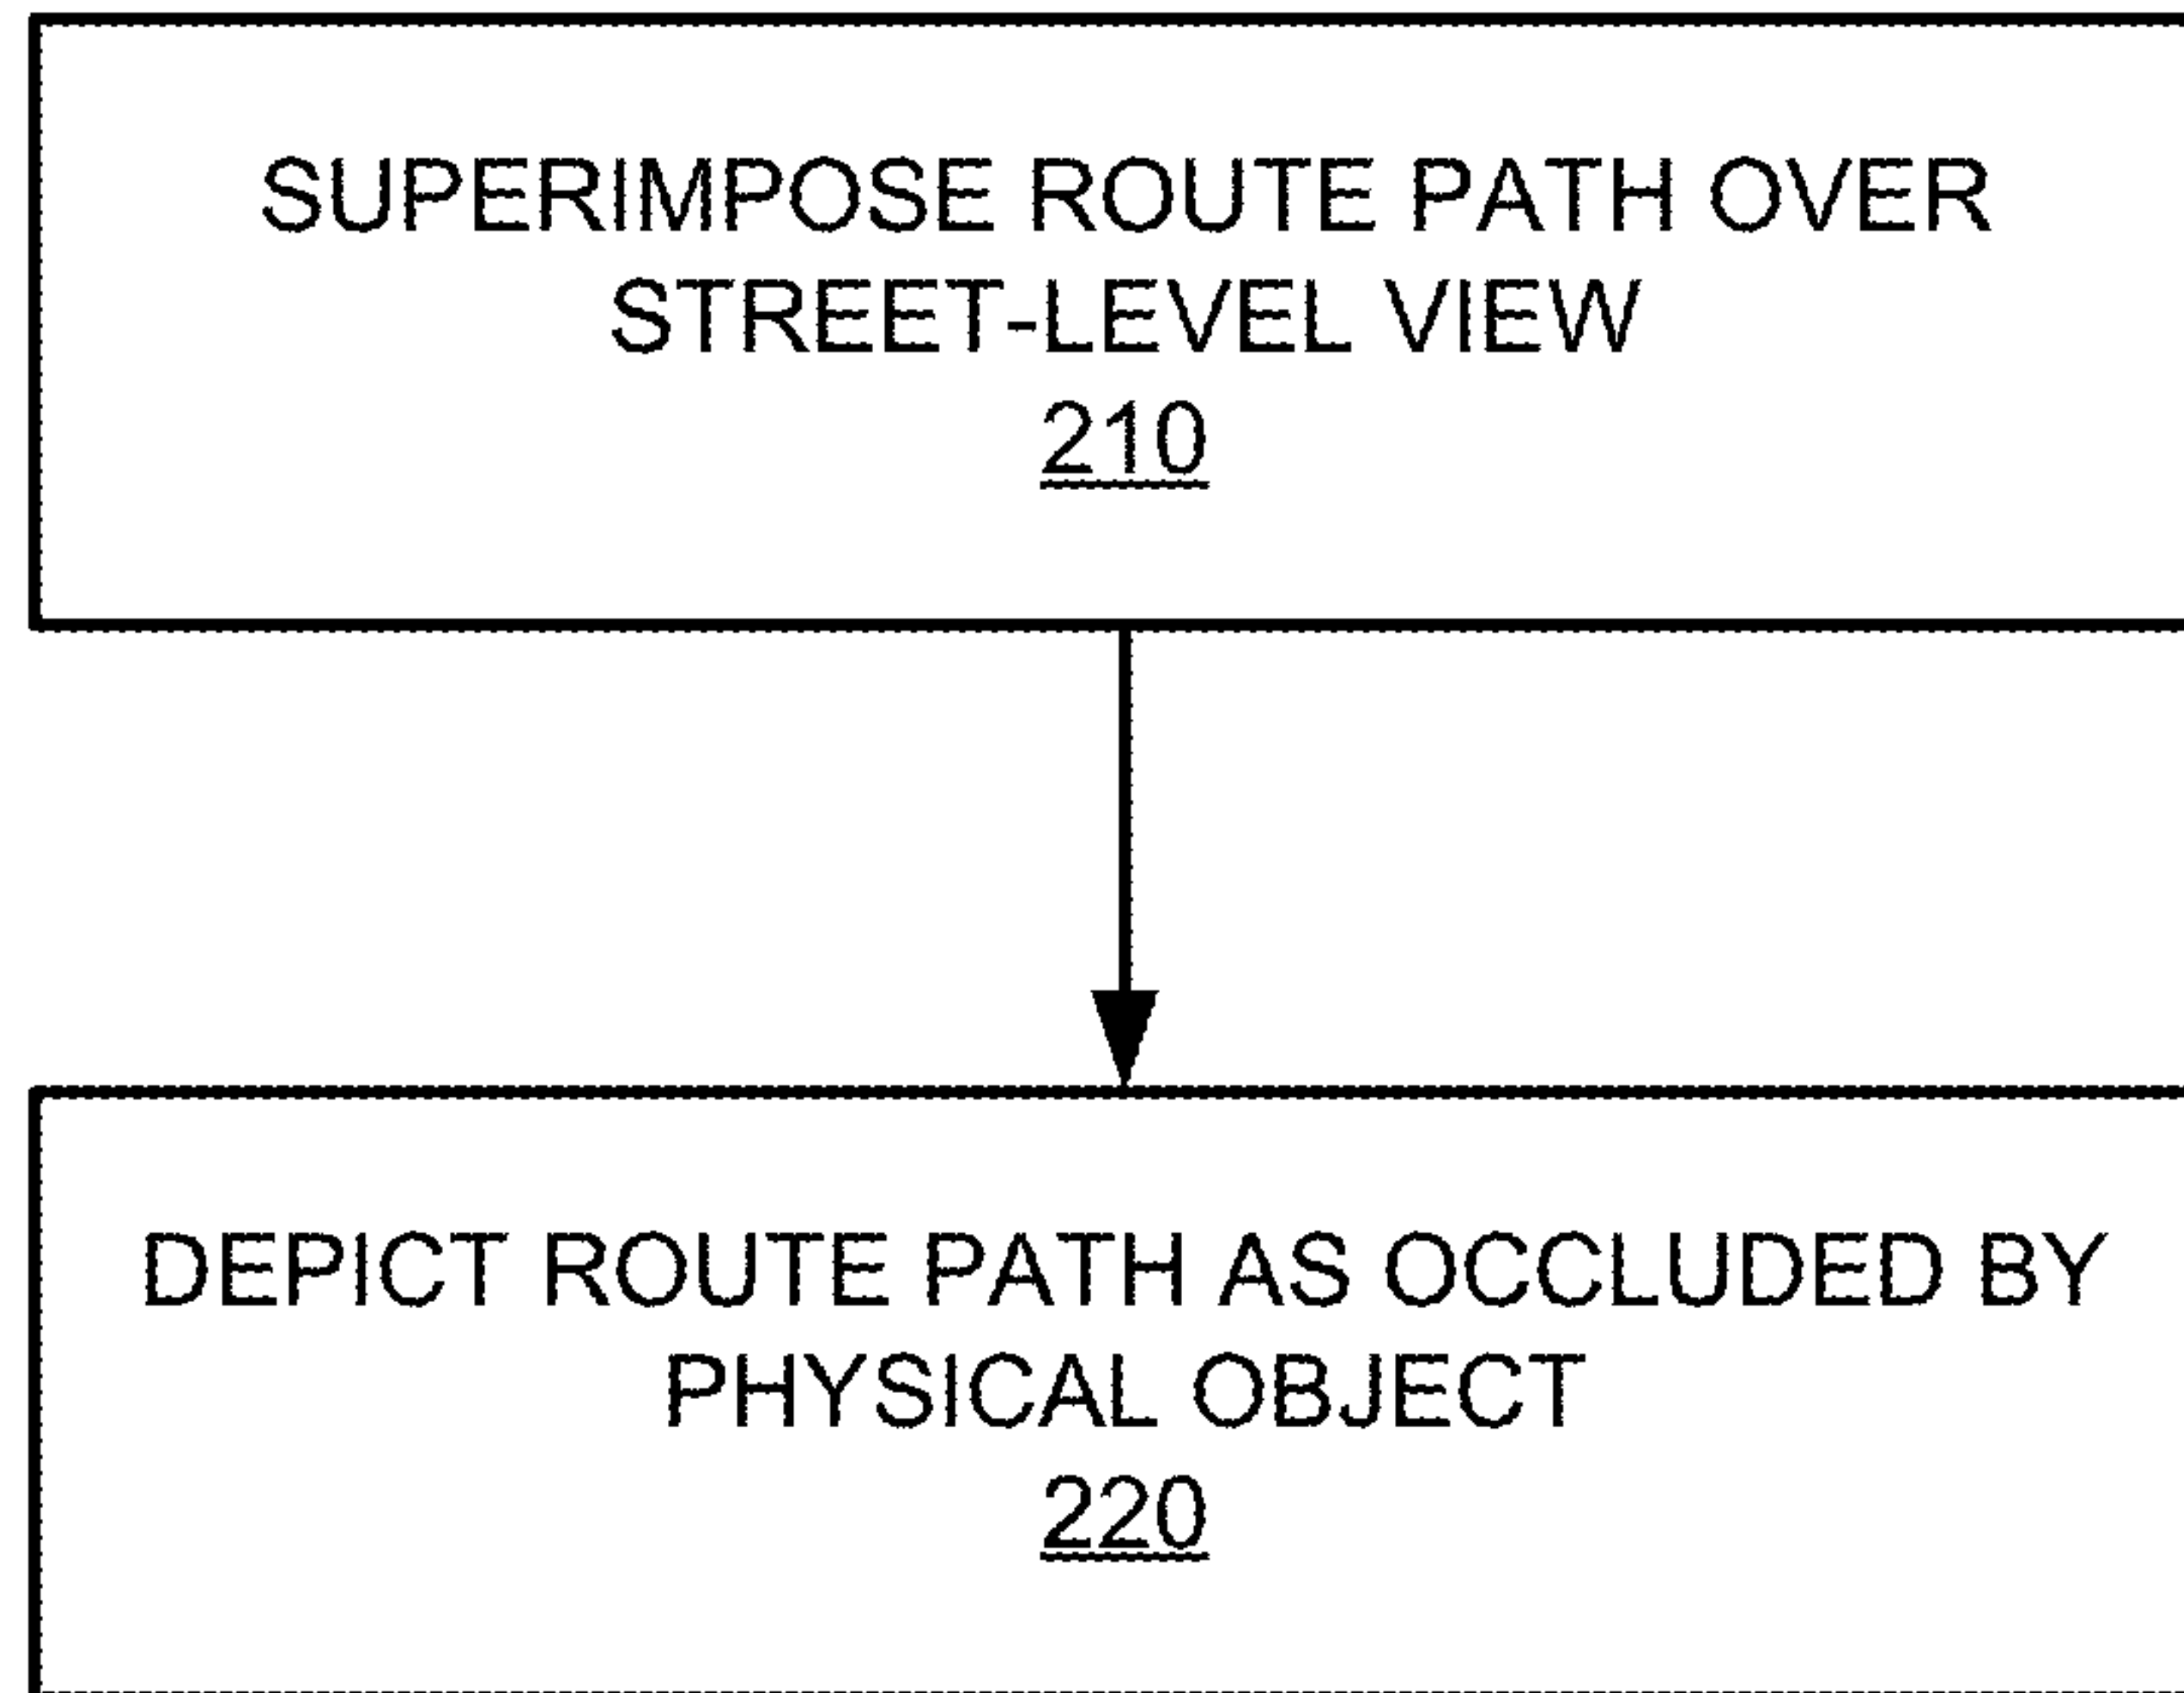 SUPERIMPOSE ROUTE PATH OVER
STREET-LEVEL VIEW
210
DEPICT ROUTE PATH AS OCCLUDED BY
PHYSICAL OBJECT
220